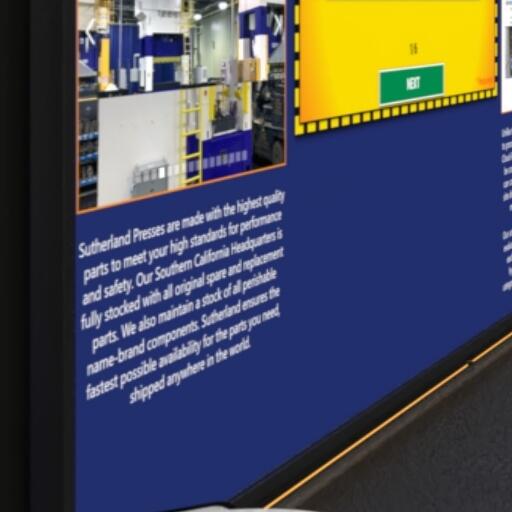 16
NEXT
Sutherland Presses are made with the highest quality
parts to meet your high standards for performance
and safety. Our Southern California Headquarters is
fully stocked with all original spare and replacement
parts. We also maintain a stock of all perishable
name-brand components. Sutherland ensures the
fastest possible availability for the parts you need,
shipped anywhere in the world.